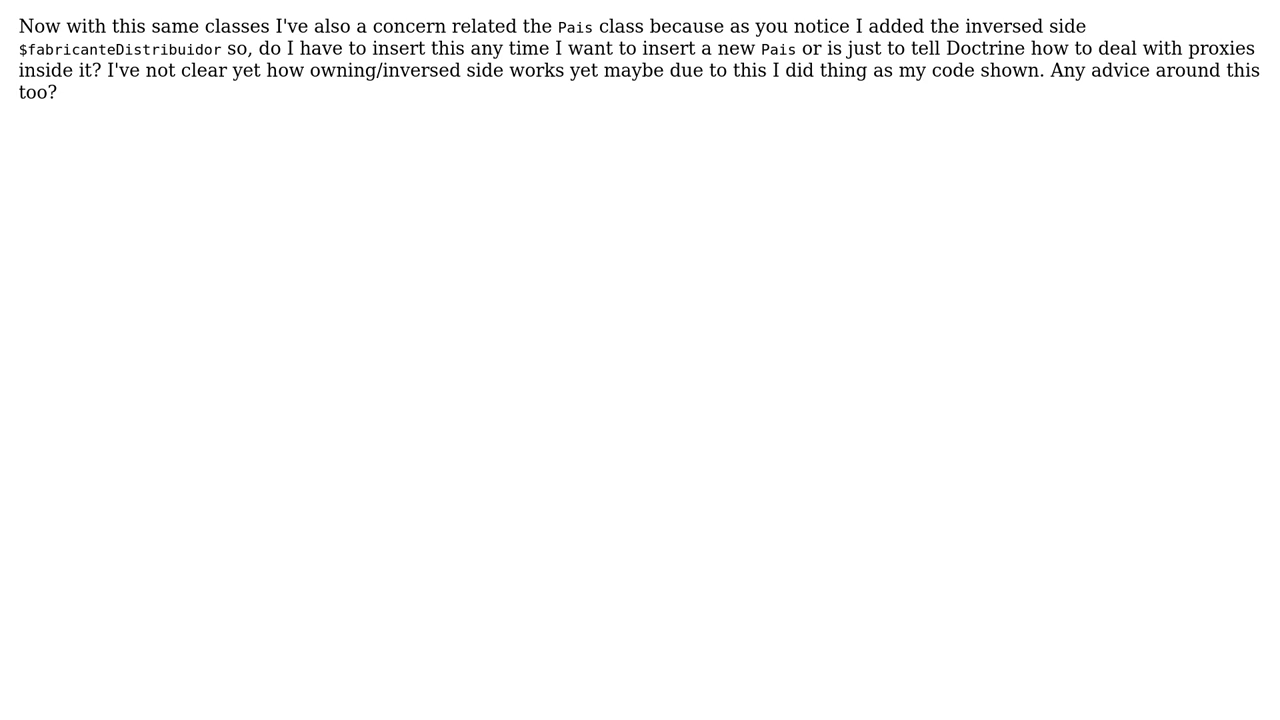 Now with this same classes I've also a concern related the Pais class because as you notice I added the inversed side
$fabricanteDistribuidor so, do I have to insert this any time I want to insert a new Pais or is just to tell Doctrine how to deal with proxies
inside it? I've not clear yet how owning/inversed side works yet maybe due to this I did thing as my code shown. Any advice around this
too?